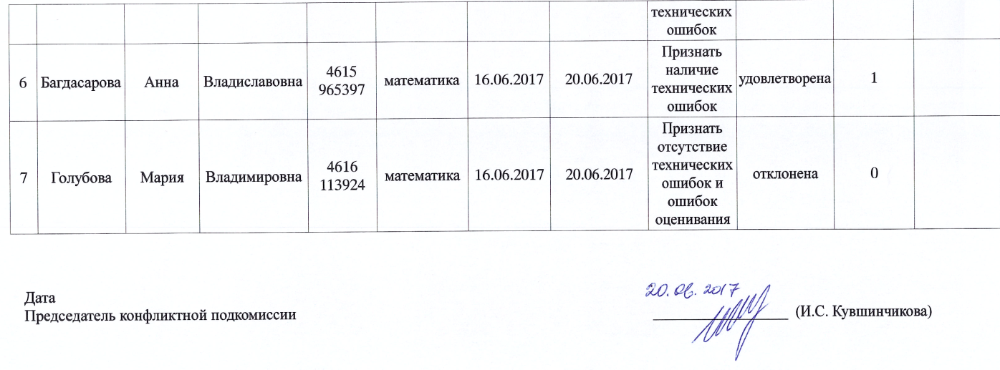 технических
ошибок
6 Багдасарова Анна Владиславовна 4615 965397 математика 16.06.2017 20.06.2017 Признать наличие технических ошибок удовлетворена 1
7 Голубова Мария Владимировна 4616 113924 математика 16.06.2017 20.06.2017 Признать отсутствие технических ошибок и ошибок оценивания отклонена 0
20.06.2017
Дата
Председатель конфликтной подкомиссии (И.С. Кувшинчикова)